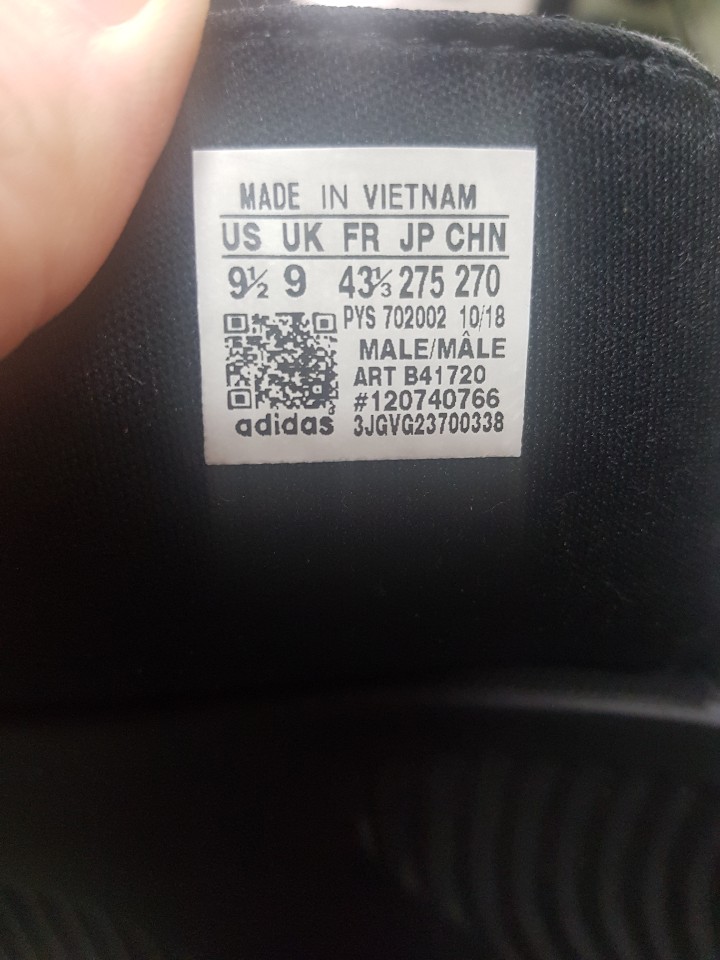 MADE IN VIETNAM
US UK FR JP CHN
9½ 9 43⅓ 275 270
PYS 702002 10/18
MALE/MÂLE
ART B41720
#120740766
adidas 3JGVG23700338